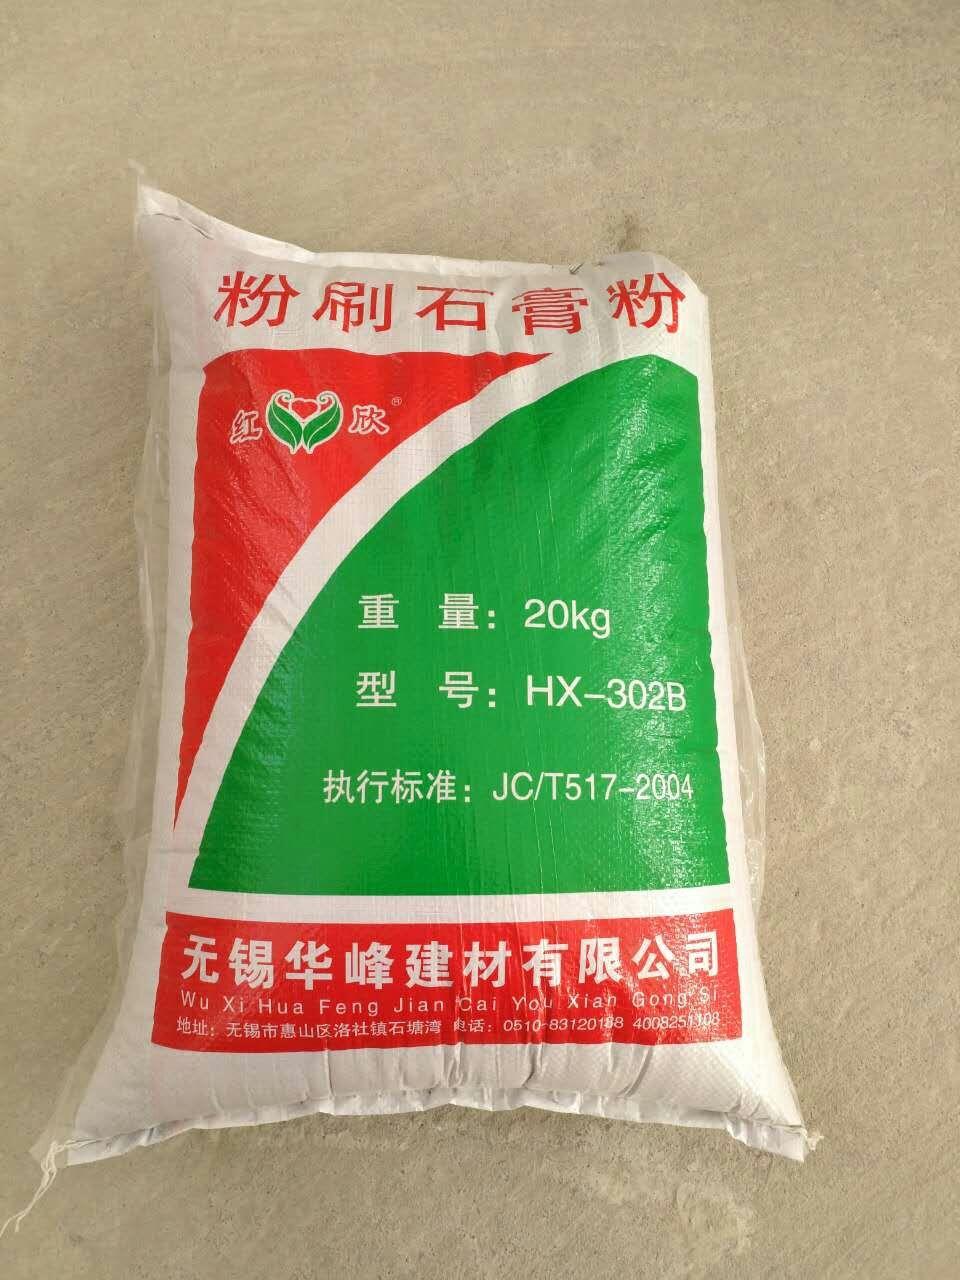 粉刷石膏粉
红欣®
重 量：20kg
型 号：HX-302B
执行标准：JC/T517-2004
无锡华峰建材有限公司
Wu Xi Hua Feng Jian Cai You Xian Gong Si
地址：无锡市惠山区洛社镇石塘湾 电话：0510-83120188 4008251108